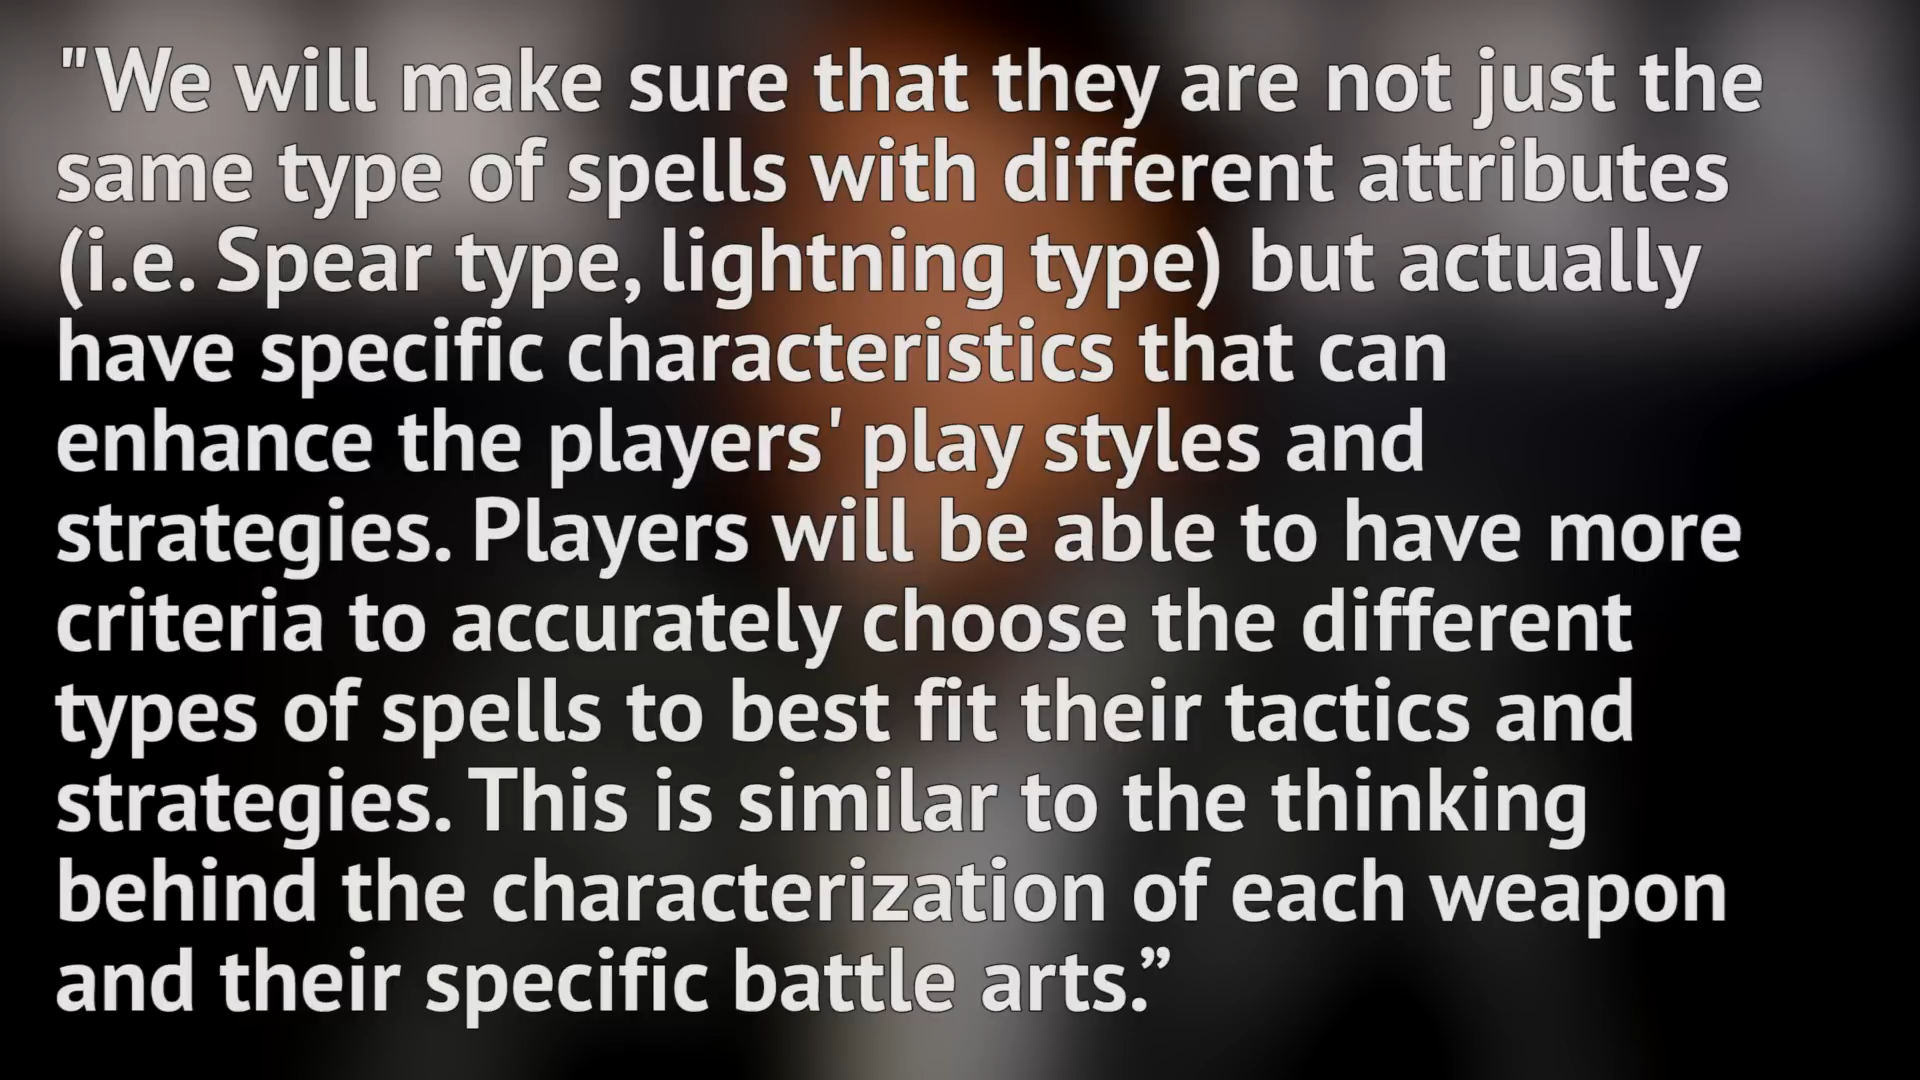 "We will make sure that they are not just the
same type of spells with different attributes
(i.e. Spear type, lightning type) but actually
have specific characteristics that can
enhance the players' play styles and
strategies. Players will be able to have more
criteria to accurately choose the different
types of spells to best fit their tactics and
strategies. This is similar to the thinking
behind the characterization of each weapon
and their specific battle arts.”